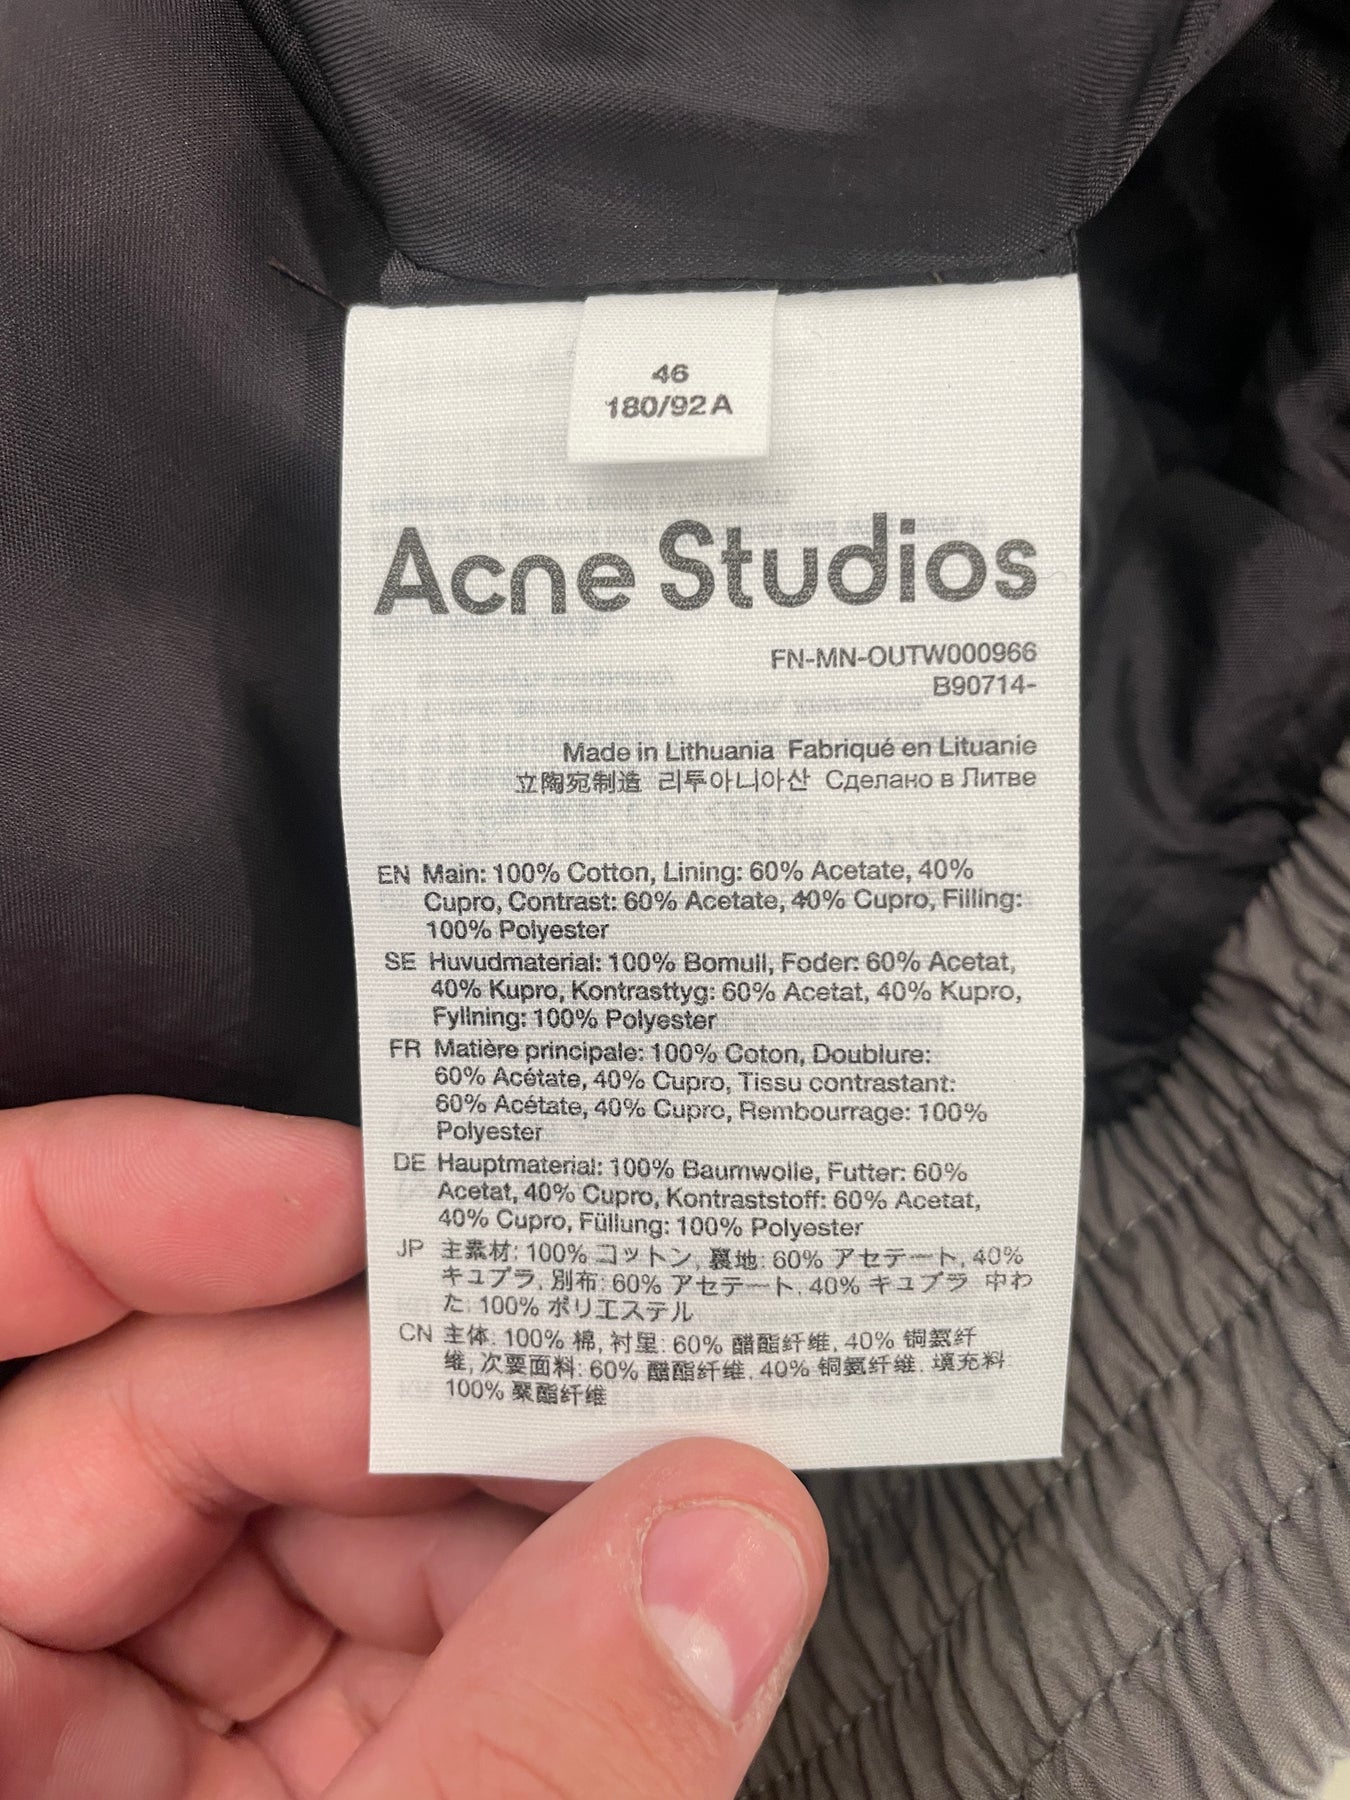 46
180/92A
Acne Studios
FN-MN-OUTW000966
B90714-
Made in Lithuania Fabriqué en Lituanie
立陶宛制造 리투아니아산 Сделано в Литве
EN Main: 100% Cotton, Lining: 60% Acetate, 40%
Cupro, Contrast: 60% Acetate, 40% Cupro, Filling:
100% Polyester
SE Huvudmaterial: 100% Bomull, Foder: 60% Acetat,
40% Kupro, Kontrasttyg: 60% Acetat, 40% Kupro,
Fyllning: 100% Polyester
FR Matière principale: 100% Coton, Doublure:
60% Acétate, 40% Cupro, Tissu contrastant:
60% Acétate, 40% Cupro, Rembourrage: 100%
Polyester
DE Hauptmaterial: 100% Baumwolle, Futter: 60%
Acetat, 40% Cupro, Kontraststoff: 60% Acetat,
40% Cupro, Füllung: 100% Polyester
JP 主素材: 100% コットン, 裏地: 60% アセテート, 40%
キュプラ, 別布: 60% アセテート, 40% キュプラ 中わ
た: 100% ポリエステル
CN 主体: 100% 棉, 衬里: 60% 醋酯纤维, 40% 铜氨纤
维, 次要面料: 60% 醋酯纤维, 40% 铜氨纤维, 填充料:
100% 聚酯纤维